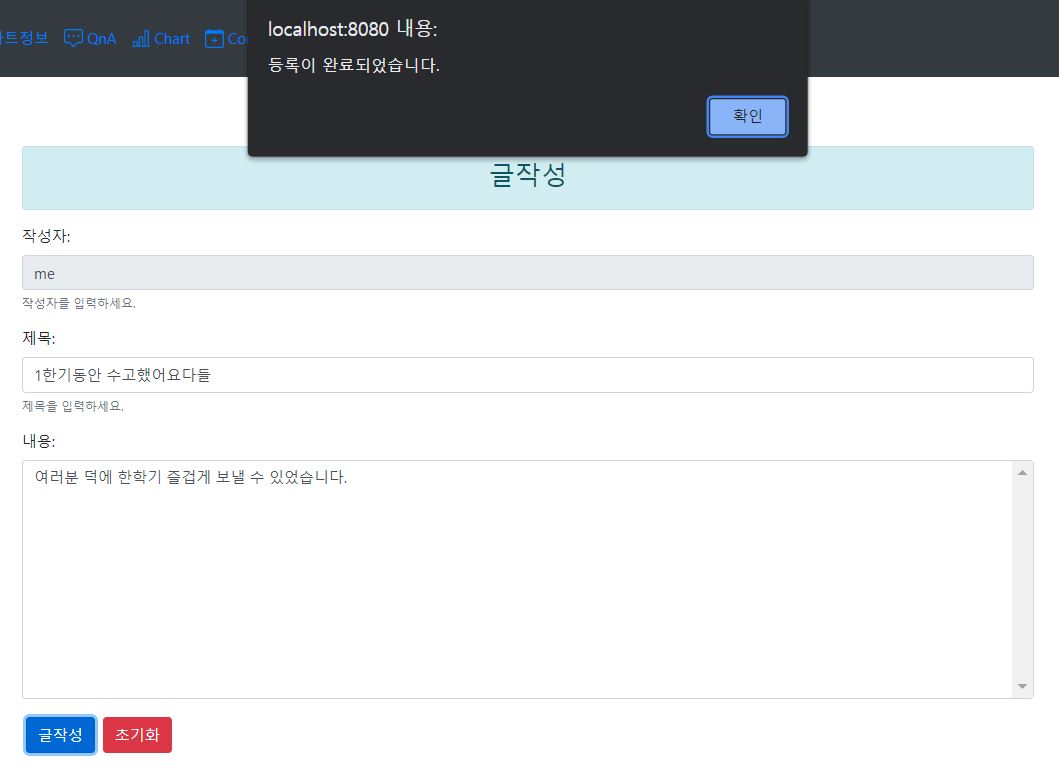 localhost:8080 내용:
등록이 완료되었습니다.
확인
트정보 QnA Chart
글작성
작성자:
me
작성자를 입력하세요.
제목:
1한기동안 수고했어요다들
제목을 입력하세요.
내용:
여러분 덕에 한학기 즐겁게 보낼 수 있었습니다.
글작성 초기화